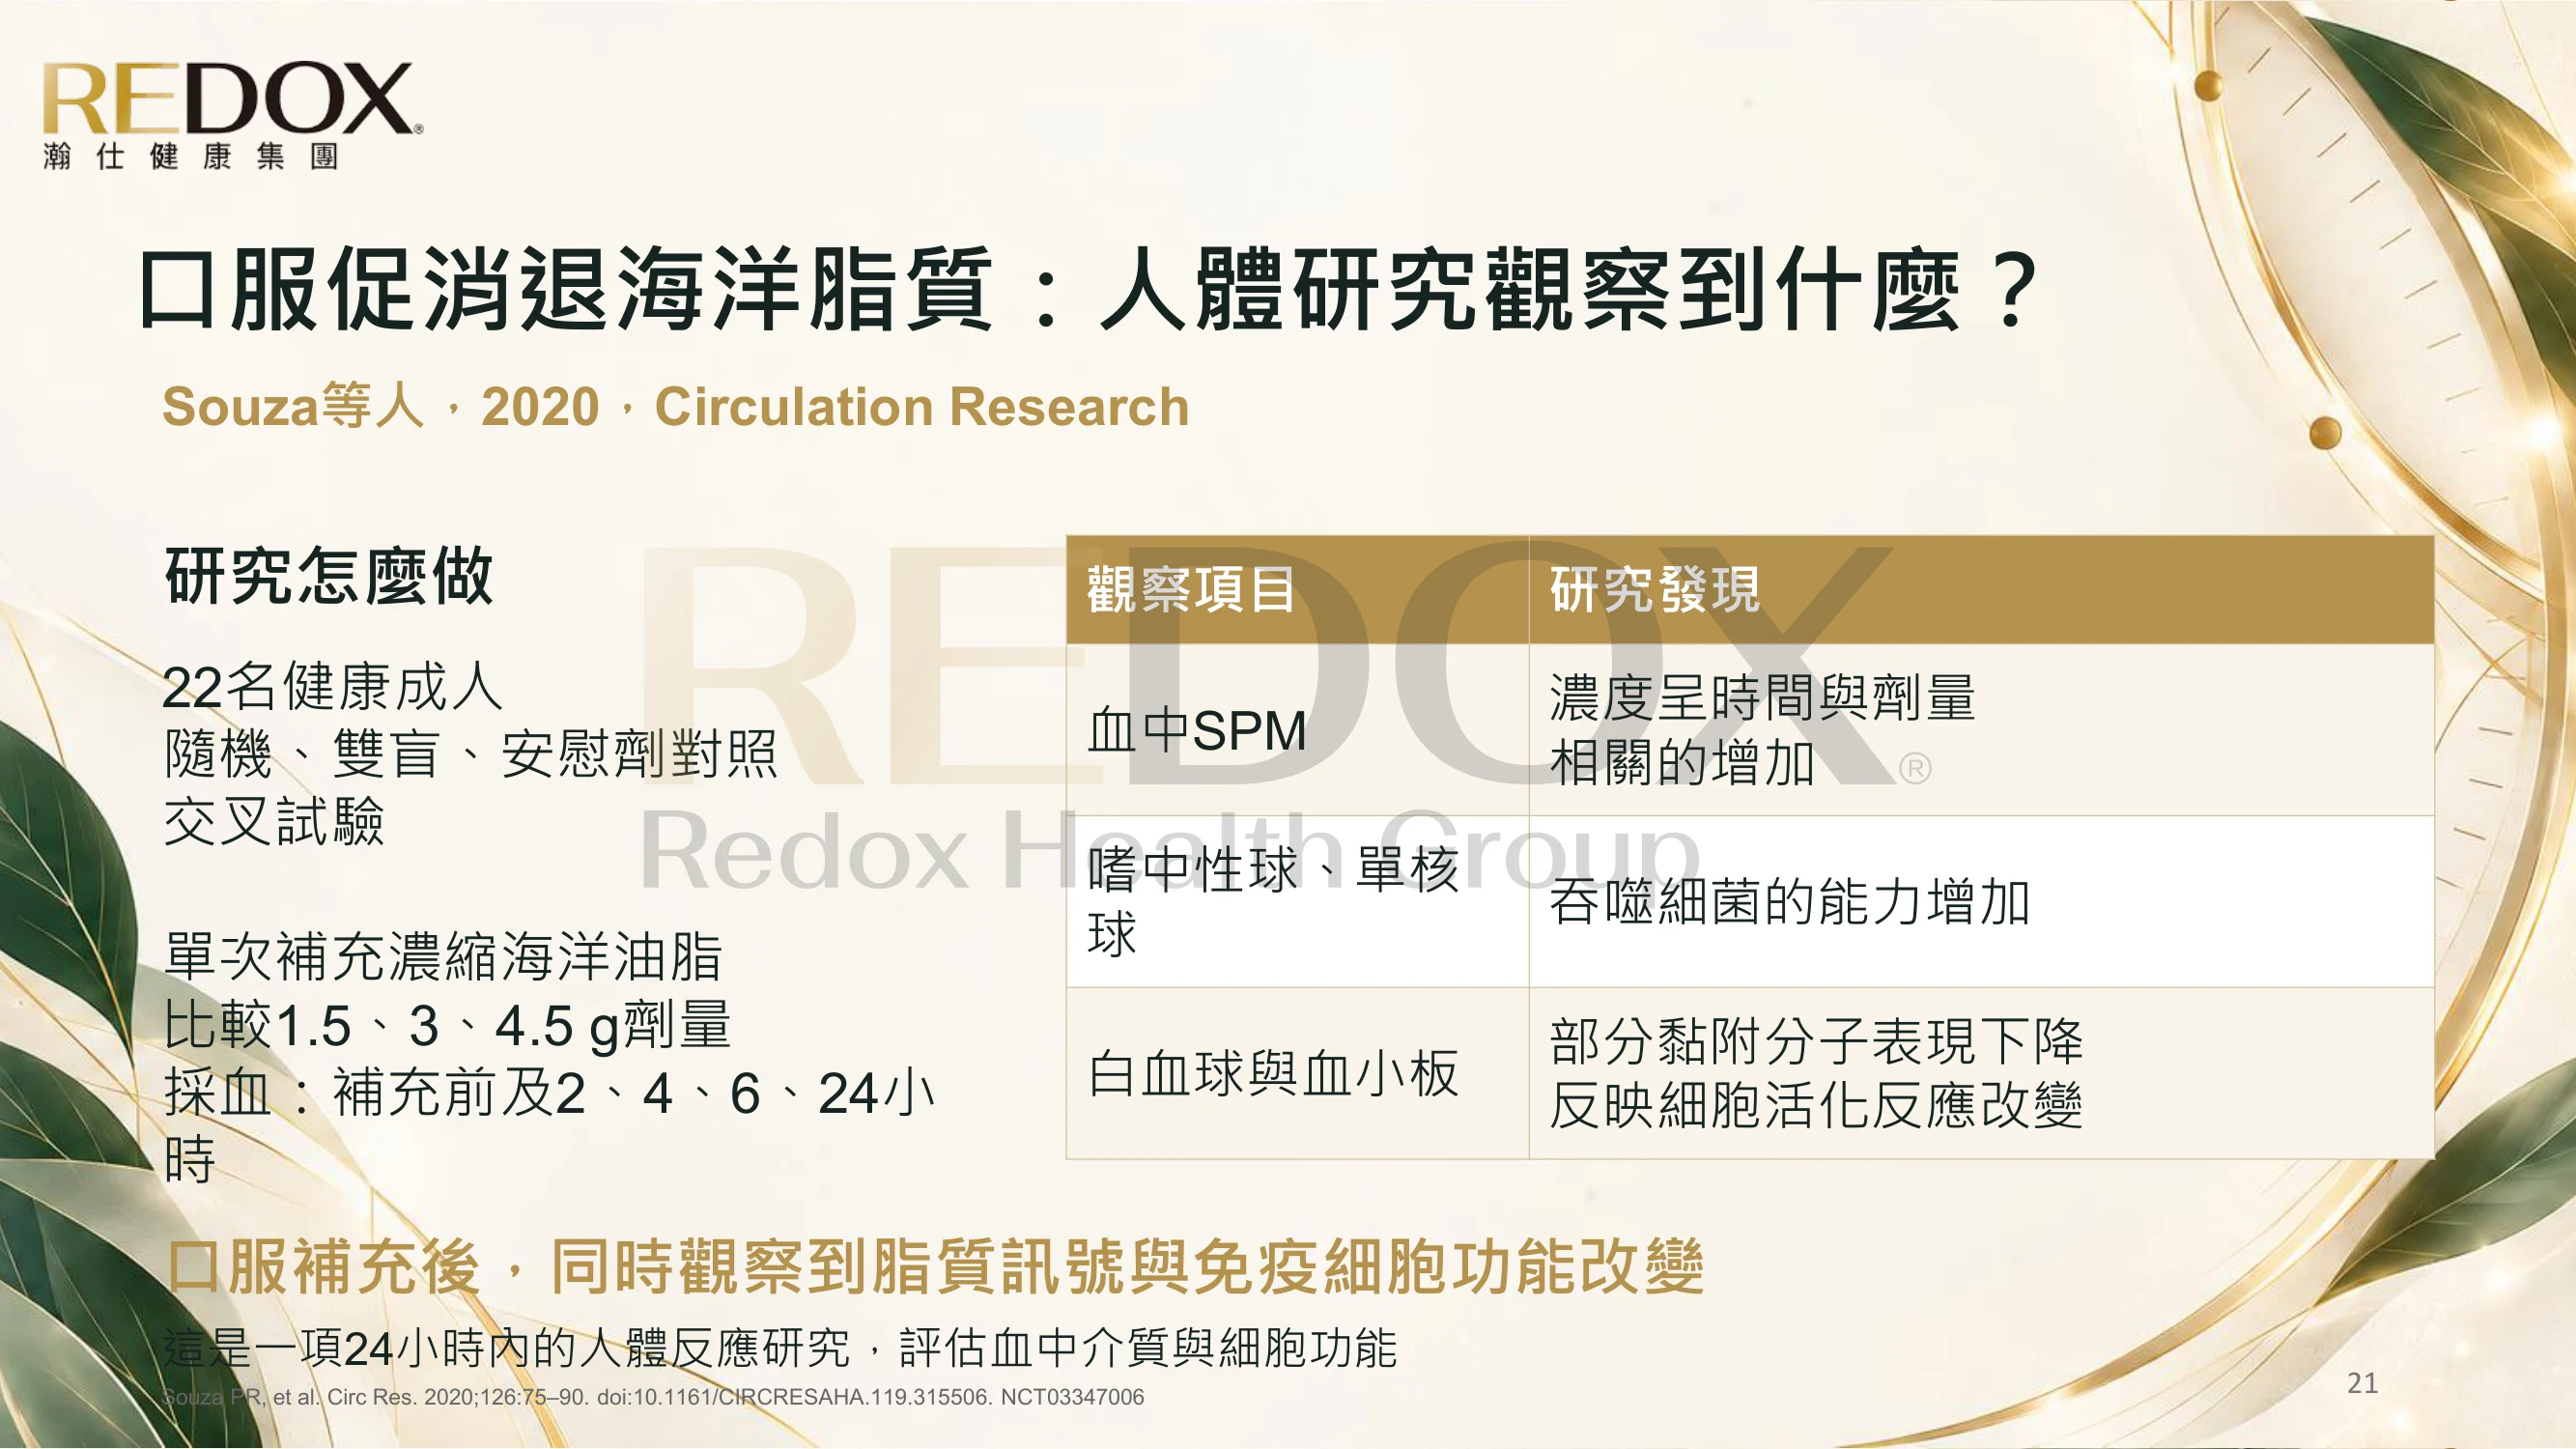 REDOX®
瀚仕健康集團
口服促消退海洋脂質：人體研究觀察到什麼？
Souza等人，2020，Circulation Research
研究怎麼做
22名健康成人
隨機、雙盲、安慰劑對照
交叉試驗
單次補充濃縮海洋油脂
比較1.5、3、4.5 g劑量
採血：補充前及2、4、6、24小
時
觀察項目
研究發現
血中SPM
濃度呈時間與劑量
相關的增加
嗜中性球、單核
球
吞噬細菌的能力增加
白血球與血小板
部分黏附分子表現下降
反映細胞活化反應改變
REDOX®
Redox Health Group
口服補充後，同時觀察到脂質訊號與免疫細胞功能改變
這是一項24小時內的人體反應研究，評估血中介質與細胞功能
Souza PR, et al. Circ Res. 2020;126:75–90. doi:10.1161/CIRCRESAHA.119.315506. NCT03347006
21